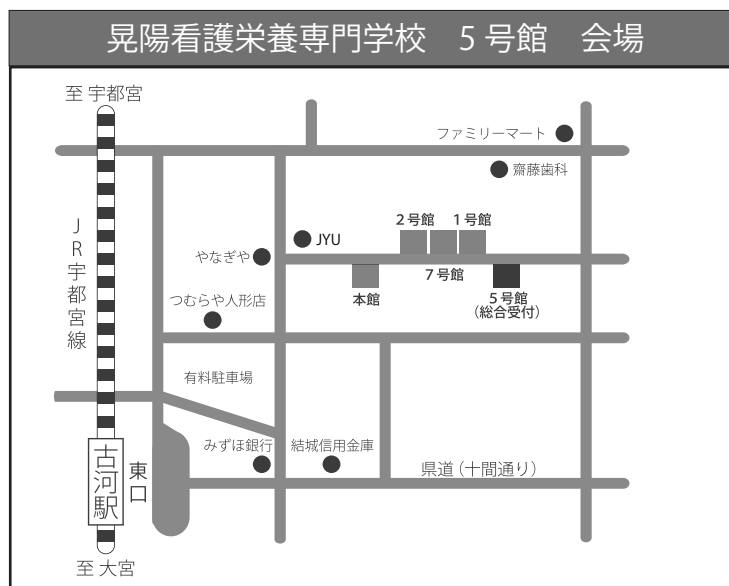 晃陽看護栄養専門学校　5号館　会場
至 宇都宮
ファミリーマート
齋藤歯科
JR宇都宮線
2号館
1号館
JYU
やなぎや
7号館
本館
5号館
（総合受付）
つむらや人形店
有料駐車場
みずほ銀行
結城信用金庫
県道（十間通り）
東口
古河駅
至 大宮